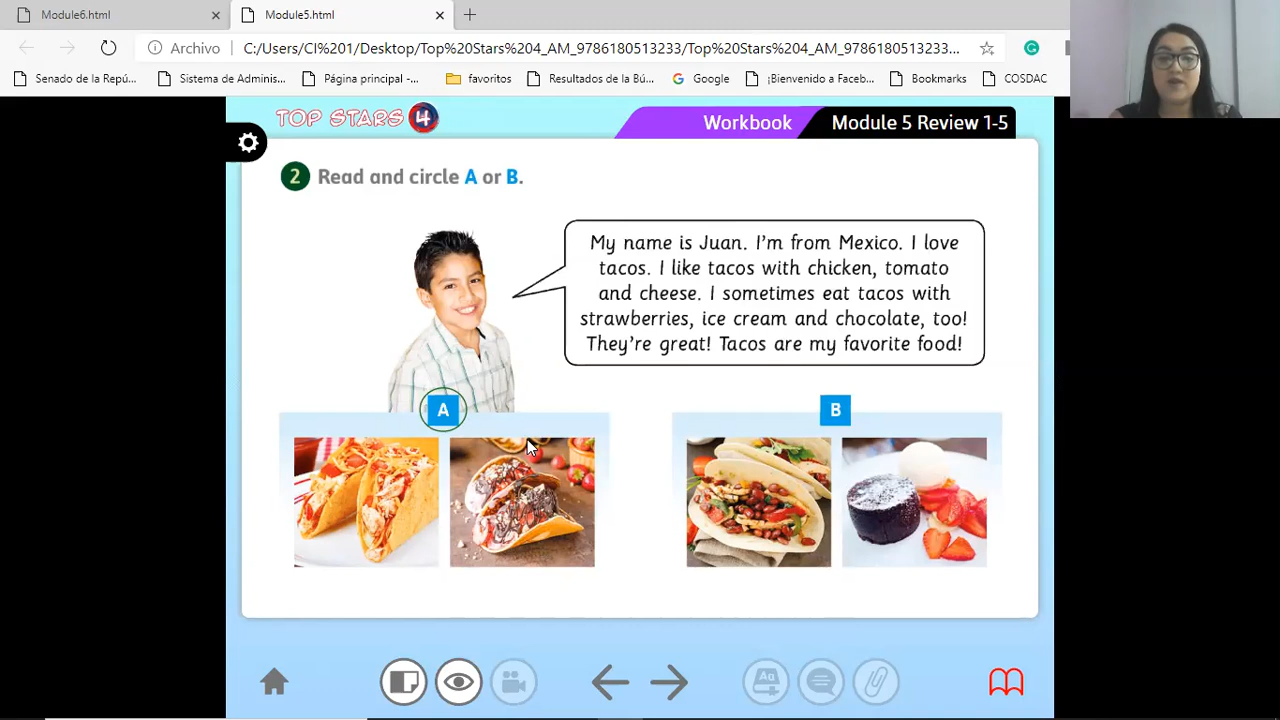 Module6.html
Module5.html
Archivo
C:/Users/CI%201/Desktop/Top%20Stars%204_AM_9786180513233/Top%20Stars%204_AM_9786180513233...
Senado de la Repú...
Sistema de Adminis...
Página principal -...
favoritos
Resultados de la Bú...
Google
¡Bienvenido a Faceb...
Bookmarks
COSDAC
TOP STARS 4
Workbook
Module 5 Review 1-5
2 Read and circle A or B.
My name is Juan. I'm from Mexico. I love
tacos. I like tacos with chicken, tomato
and cheese. I sometimes eat tacos with
strawberries, ice cream and chocolate, too!
They're great! Tacos are my favorite food!
A
B
Aa